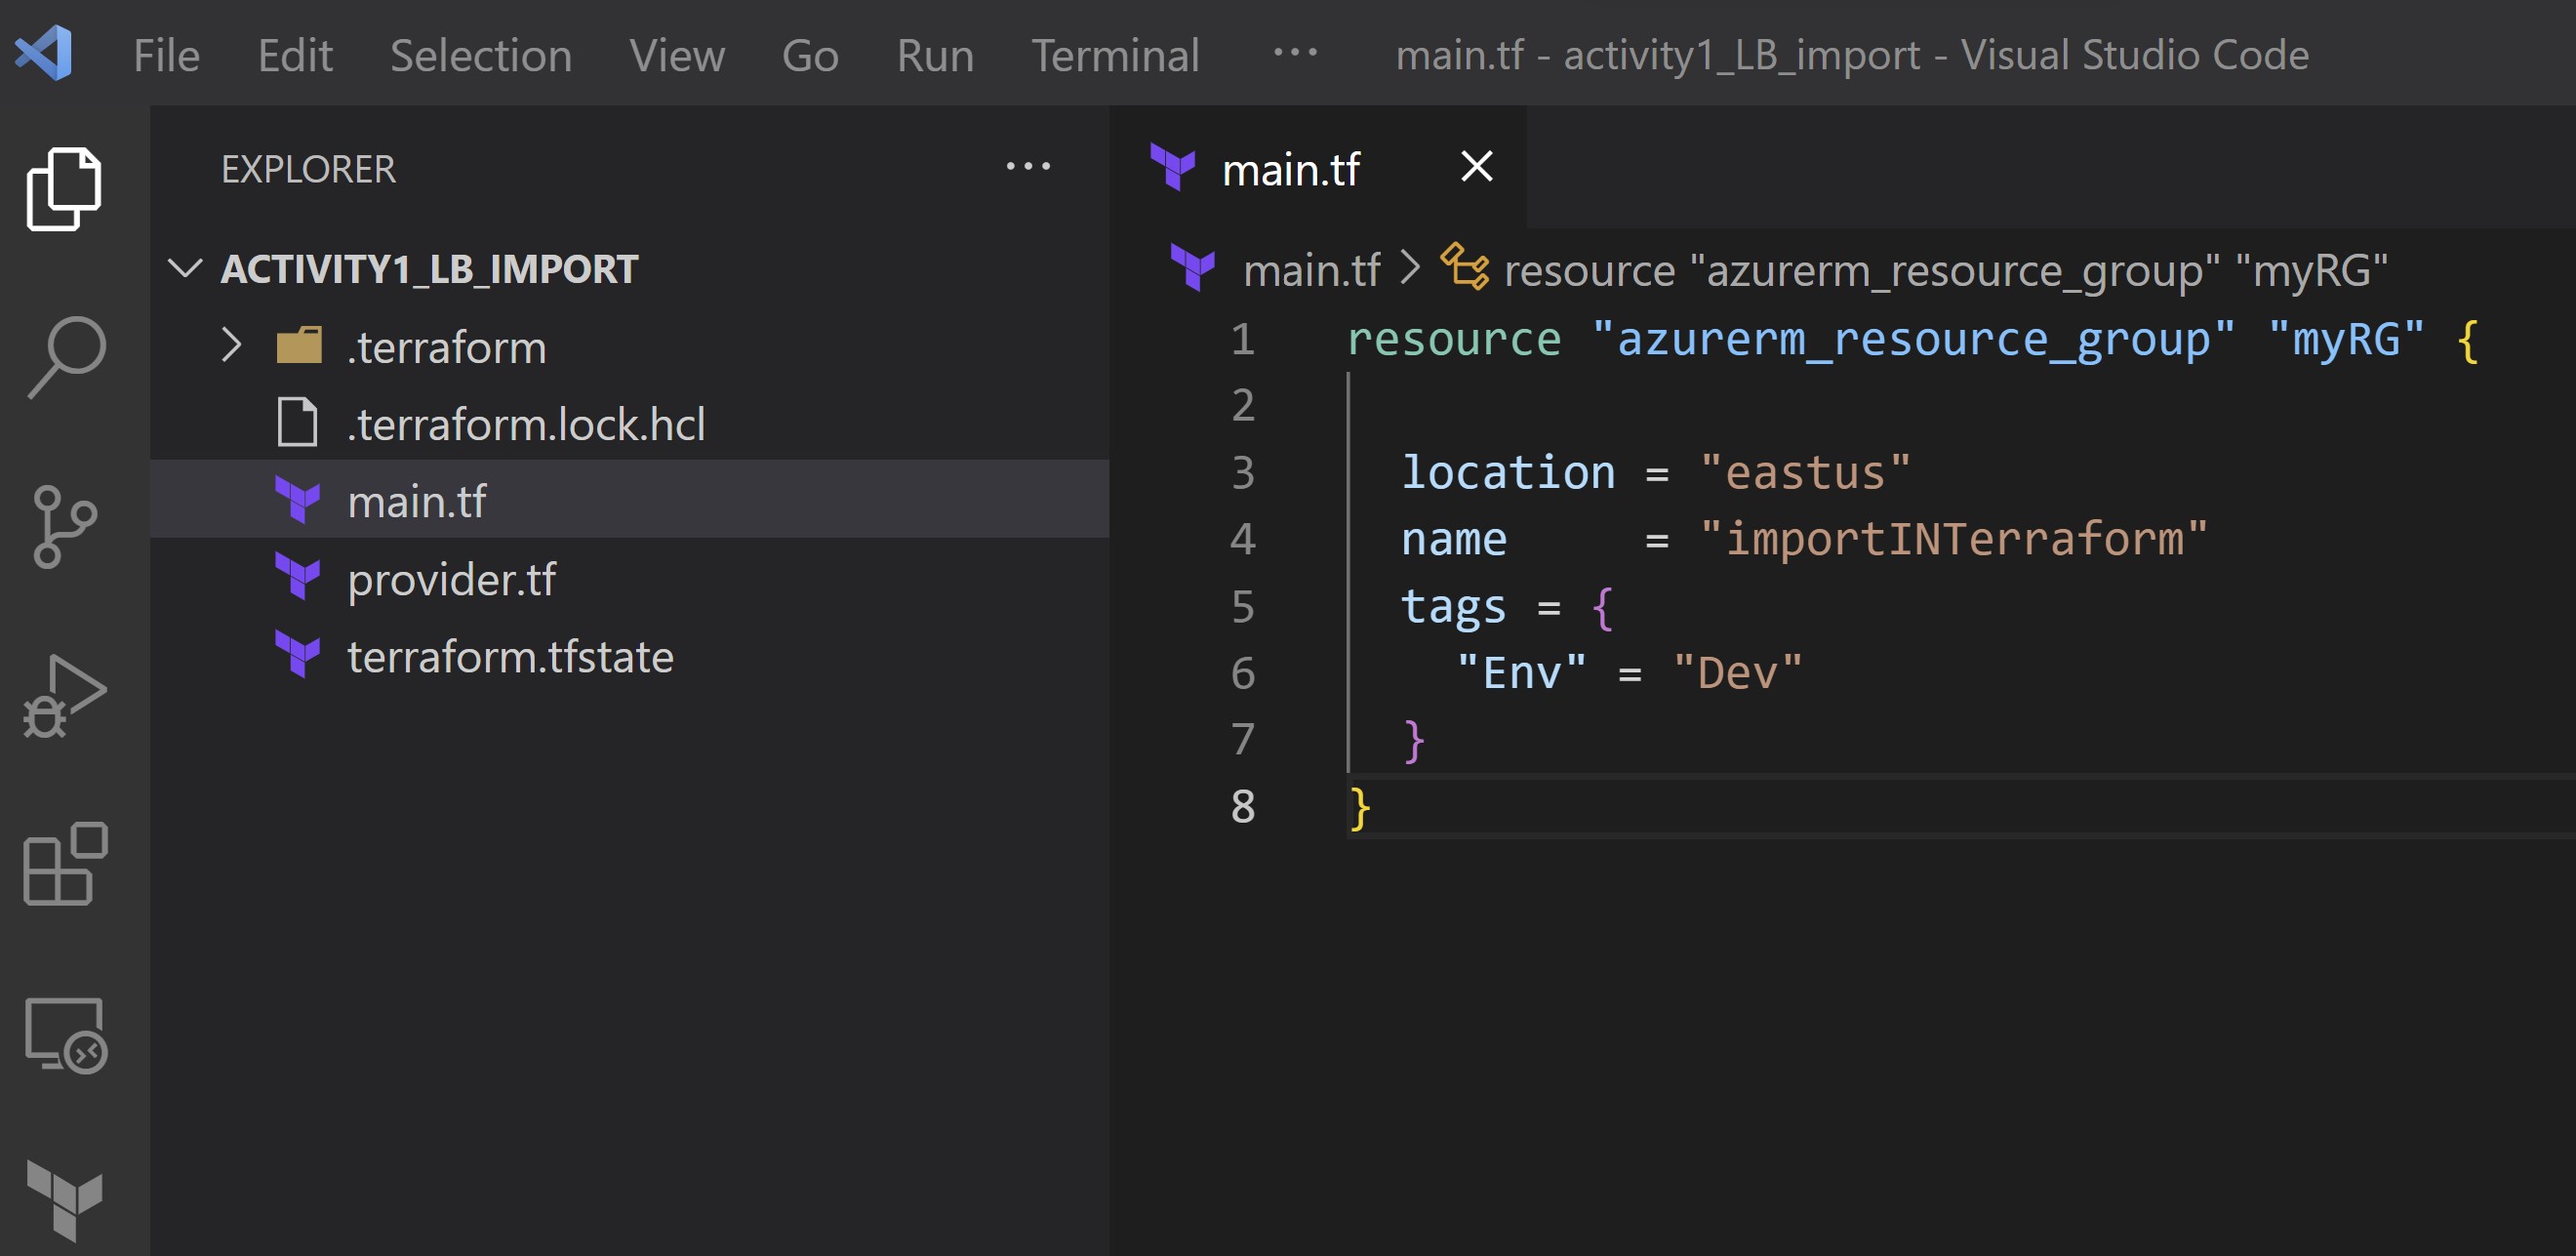 File Edit Selection View Go Run Terminal ··· main.tf - activity1_LB_import - Visual Studio Code
EXPLORER ···
ACTIVITY1_LB_IMPORT
.terraform
.terraform.lock.hcl
main.tf
provider.tf
terraform.tfstate
main.tf
main.tf > resource "azurerm_resource_group" "myRG"
1 resource "azurerm_resource_group" "myRG" {
2
3 location = "eastus"
4 name     = "importINTerraform"
5 tags = {
6 "Env" = "Dev"
7 }
8 }